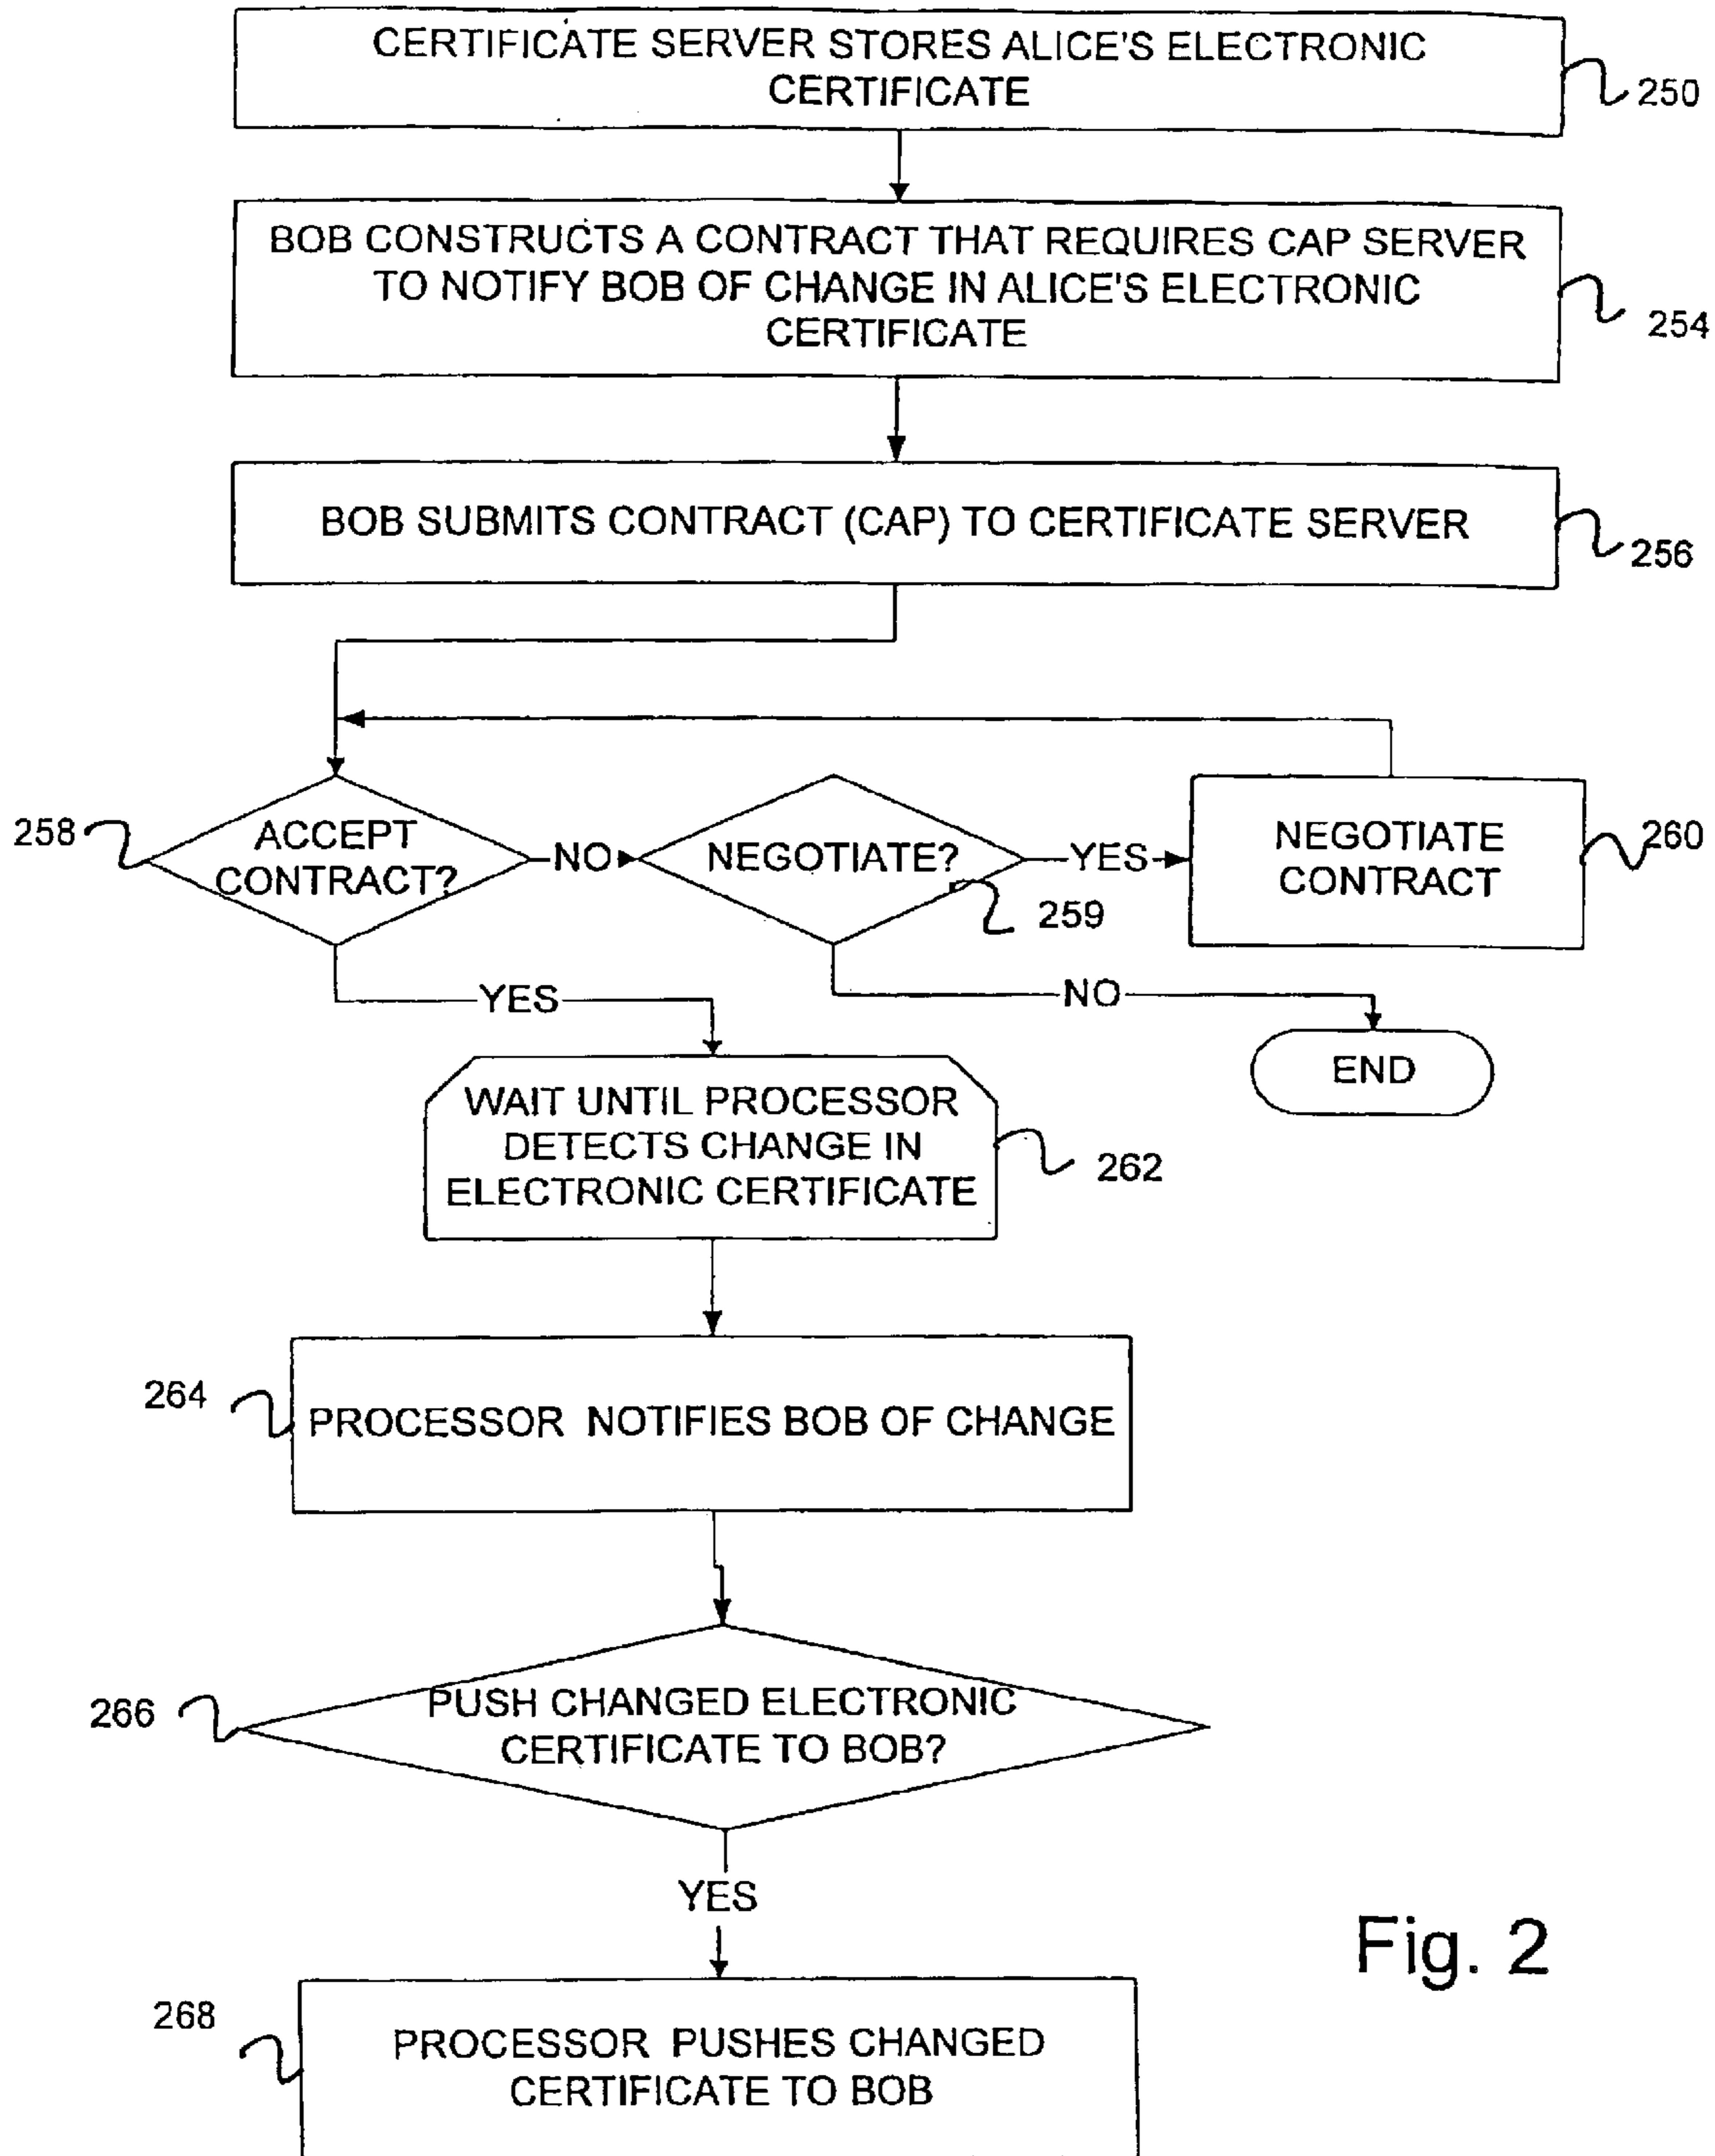 CERTIFICATE SERVER STORES ALICE'S ELECTRONIC
CERTIFICATE
250
BOB CONSTRUCTS A CONTRACT THAT REQUIRES CAP SERVER
TO NOTIFY BOB OF CHANGE IN ALICE'S ELECTRONIC
CERTIFICATE
254
BOB SUBMITS CONTRACT (CAP) TO CERTIFICATE SERVER
256
258
ACCEPT
CONTRACT?
NO
NEGOTIATE?
259
YES
NEGOTIATE
CONTRACT
260
YES
NO
END
WAIT UNTIL PROCESSOR
DETECTS CHANGE IN
ELECTRONIC CERTIFICATE
262
264
PROCESSOR NOTIFIES BOB OF CHANGE
266
PUSH CHANGED ELECTRONIC
CERTIFICATE TO BOB?
YES
Fig. 2
268
PROCESSOR PUSHES CHANGED
CERTIFICATE TO BOB